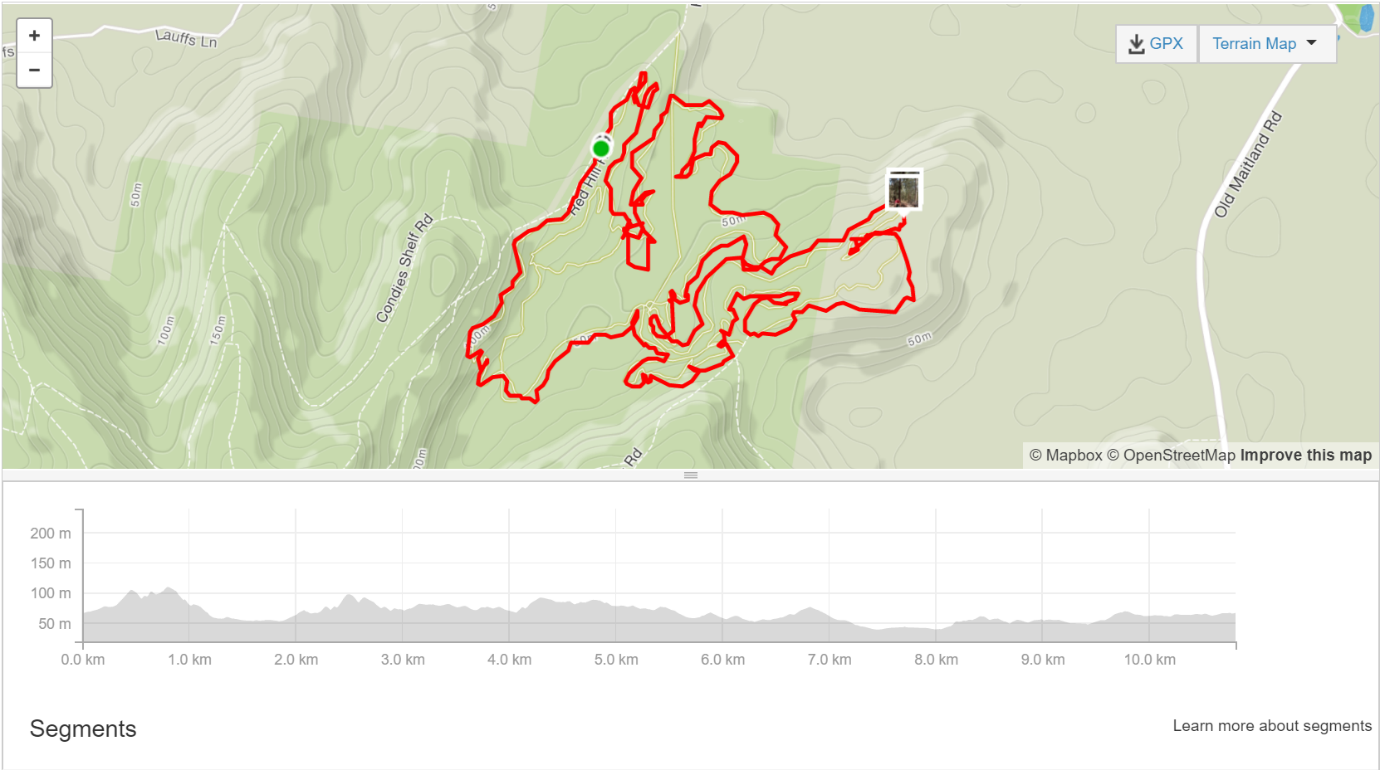 +
−
Lauffs Ln
GPX
Terrain Map
Red Hill
Old Maitland Rd
Condies Shelf Rd
50m
100m
150m
50m
50m
Rd
© Mapbox © OpenStreetMap Improve this map
200 m
150 m
100 m
50 m
0.0 km 1.0 km 2.0 km 3.0 km 4.0 km 5.0 km 6.0 km 7.0 km 8.0 km 9.0 km 10.0 km
Segments
Learn more about segments